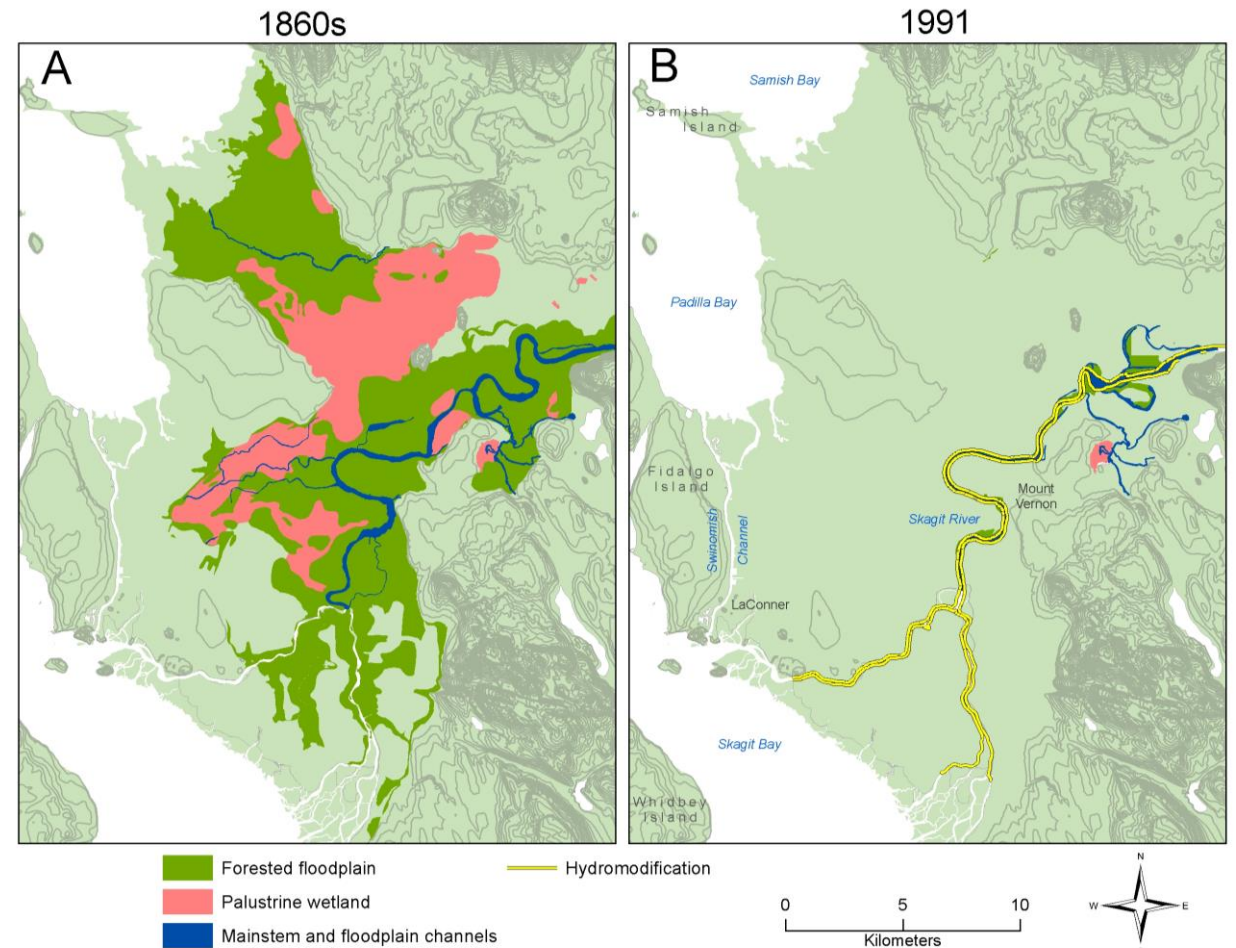 1860s
1991
A
B
Samish Bay
Samish
Island
Padilla Bay
Fidalgo
Island
Swinomish
Channel
Mount
Vernon
Skagit River
LaConner
Skagit Bay
Whidbey
Island
Forested floodplain
Palustrine wetland
Mainstem and floodplain channels
Hydromodification
0 5 10
Kilometers
N
W E
S